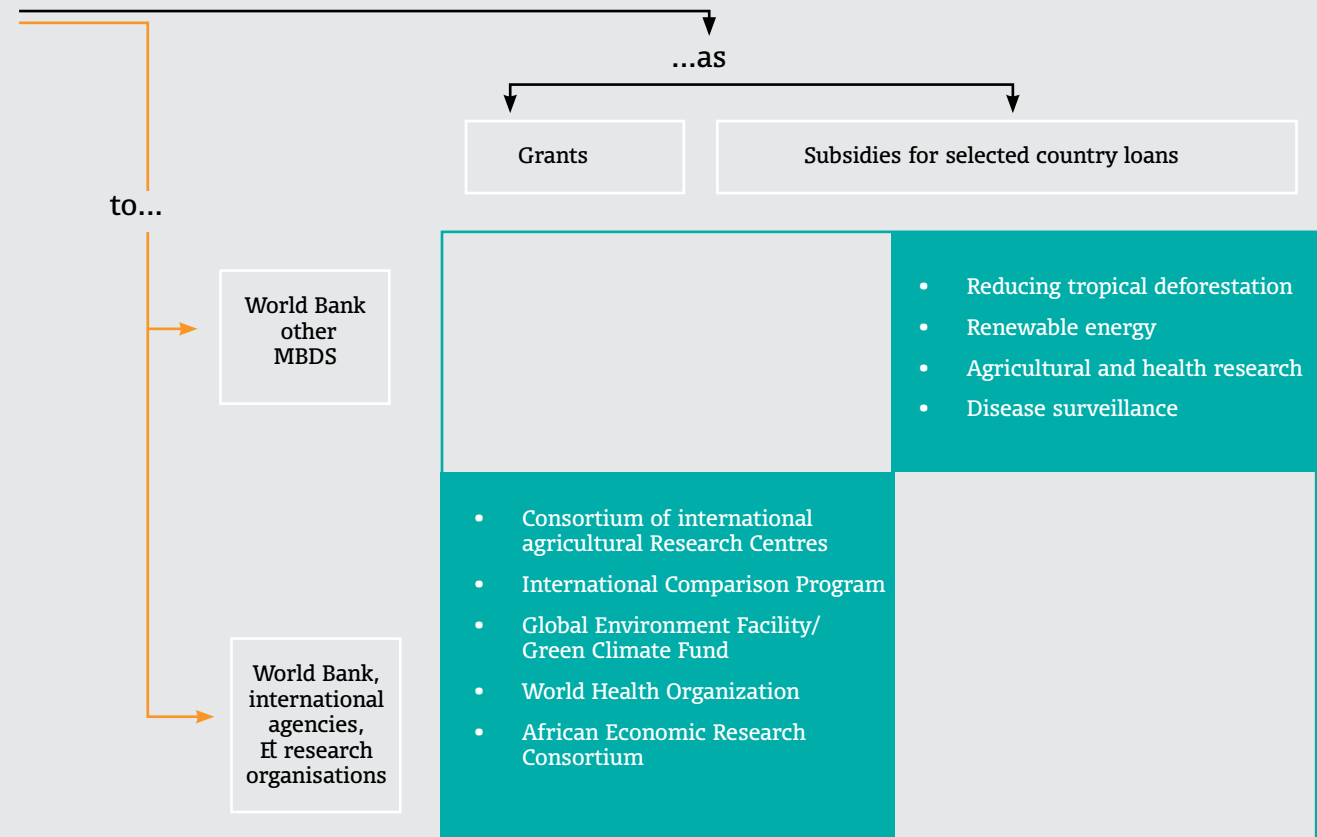 ...as
Grants
Subsidies for selected country loans
to...
World Bank
other
MBDS
• Reducing tropical deforestation
• Renewable energy
• Agricultural and health research
• Disease surveillance
• Consortium of international
agricultural Research Centres
• International Comparison Program
• Global Environment Facility/
Green Climate Fund
• World Health Organization
• African Economic Research
Consortium
World Bank,
international
agencies,
& research
organisations